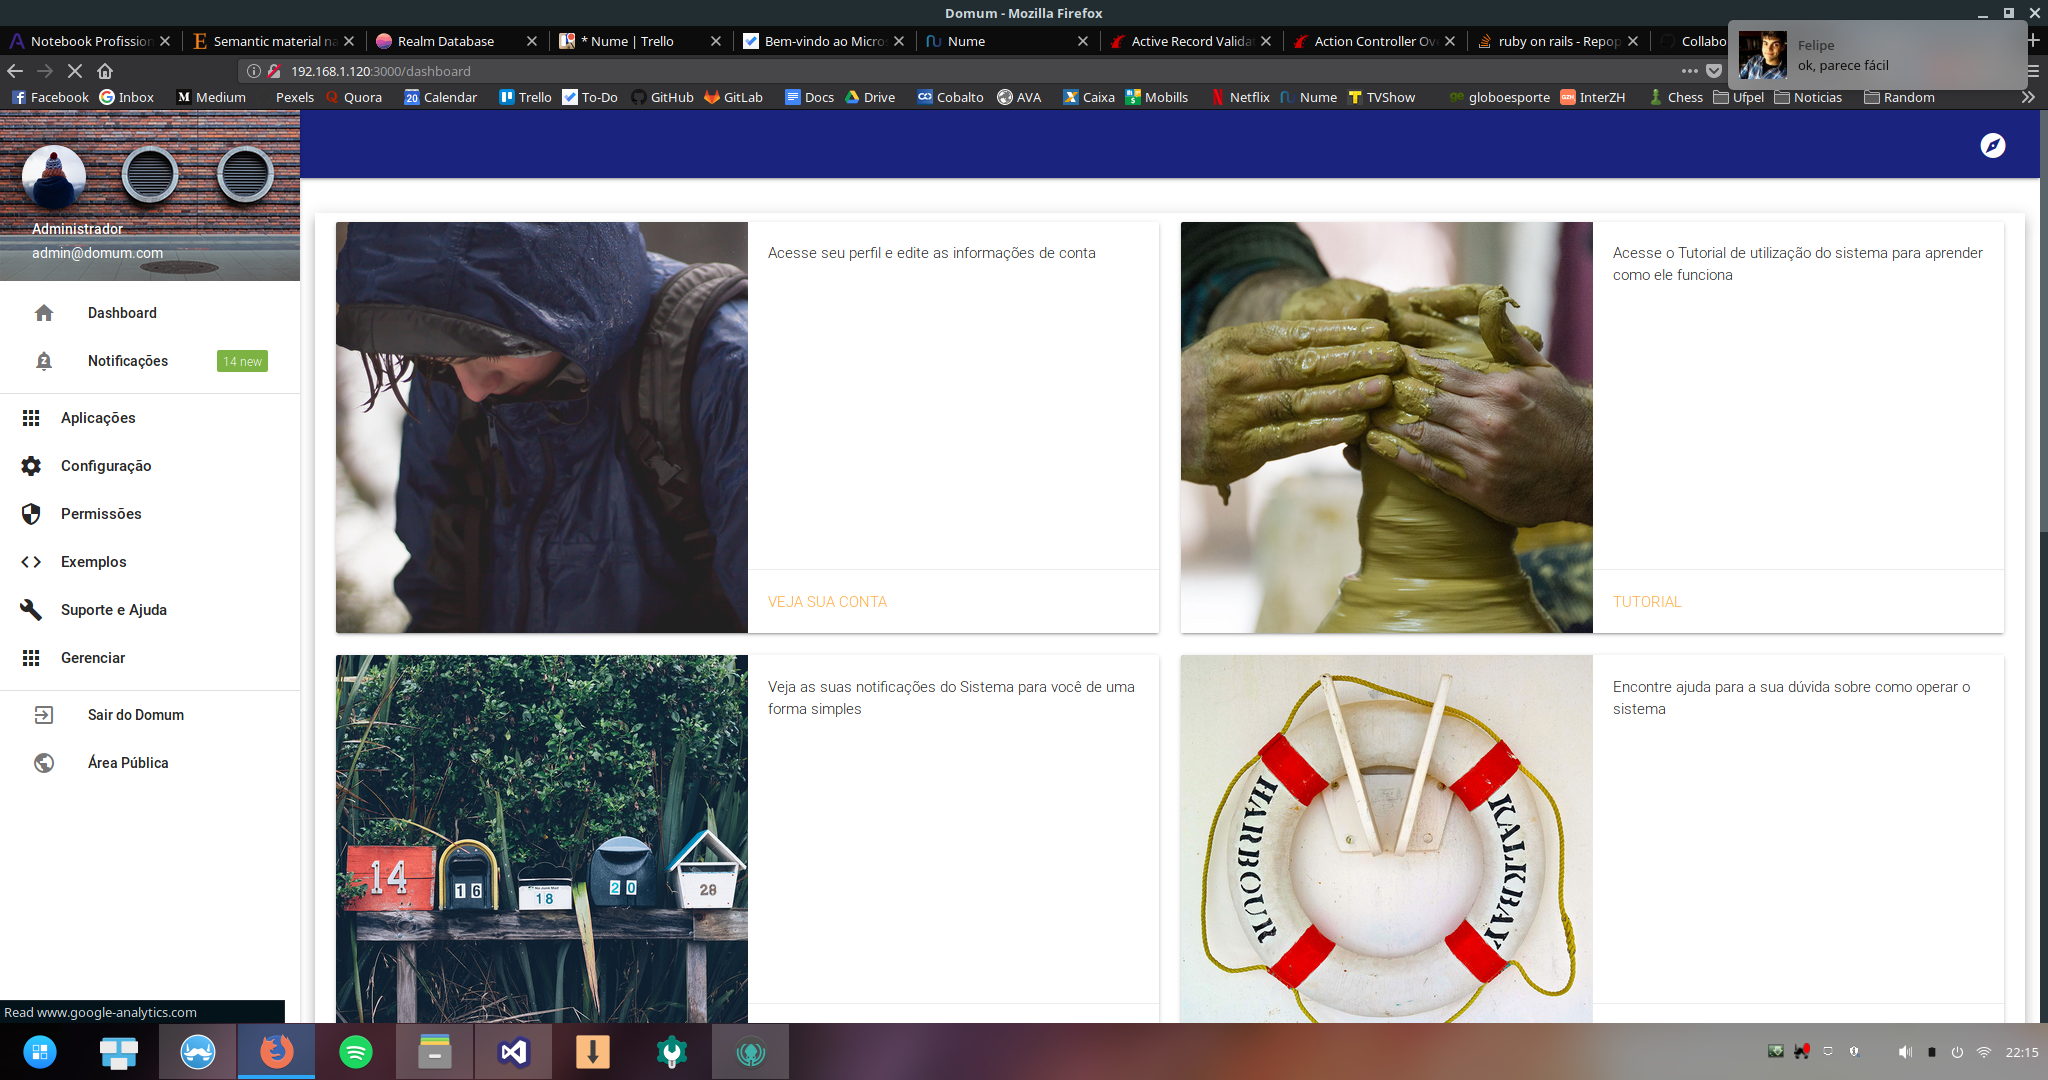 Domum - Mozilla Firefox
Notebook Profission
Semantic material na
Realm Database
* Nume | Trello
Bem-vindo ao Micros
Nume
Active Record Valida
Action Controller Ov
ruby on rails - Repop
Collabo
Felipe
ok, parece fácil
192.168.1.120:3000/dashboard
Facebook
Inbox
Medium
Pexels
Quora
Calendar
Trello
To-Do
GitHub
GitLab
Docs
Drive
Cobalto
AVA
Caixa
Mobills
Netflix
Nume
TVShow
globoesporte
InterZH
Chess
Ufpel
Noticias
Random
Administrador
admin@domum.com
Dashboard
Notificações
14 new
Aplicações
Configuração
Permissões
Exemplos
Suporte e Ajuda
Gerenciar
Sair do Domum
Área Pública
Acesse seu perfil e edite as informações de conta
VEJA SUA CONTA
Acesse o Tutorial de utilização do sistema para aprender
como ele funciona
TUTORIAL
Veja as suas notificações do Sistema para você de uma
forma simples
14
16
18
20
28
Encontre ajuda para a sua dúvida sobre como operar o
sistema
HARBOUR
KALKBAY
Read www.google-analytics.com
22:15